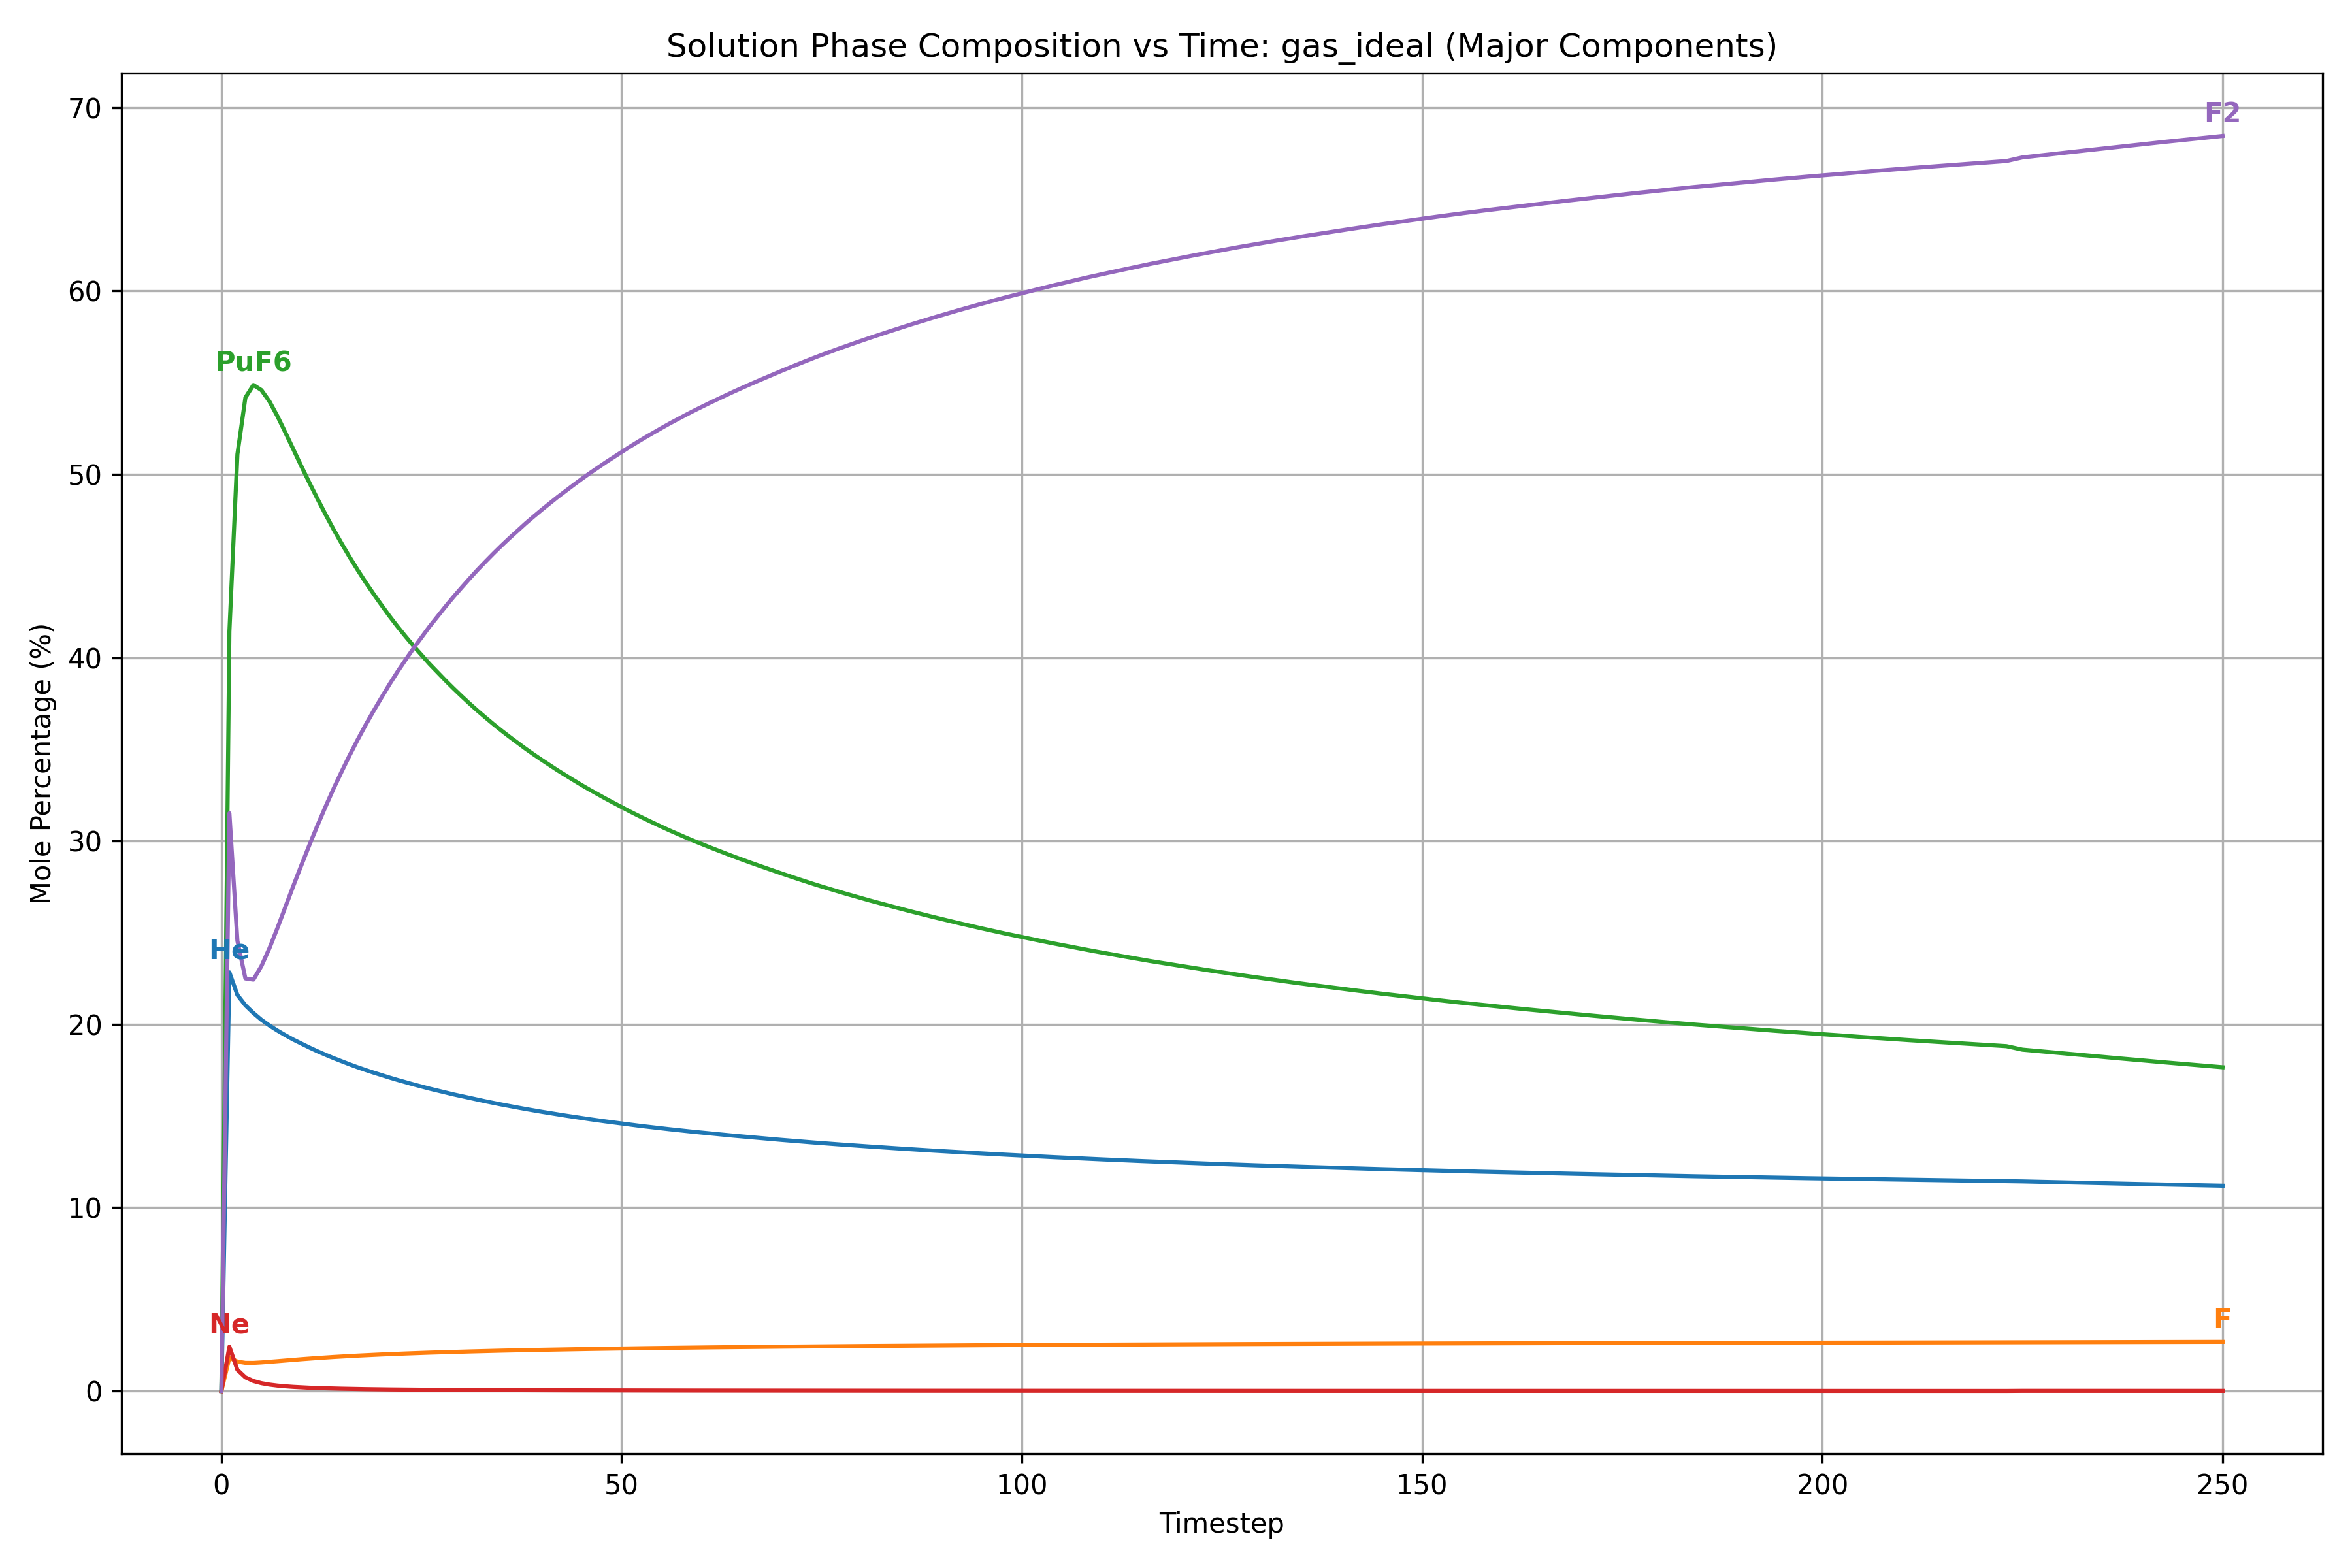 Solution Phase Composition vs Time: gas_ideal (Major Components)
Mole Percentage (%)
70
60
50
40
30
20
10
0
F2
PuF6
He
Ne
F
0 50 100 150 200 250
Timestep